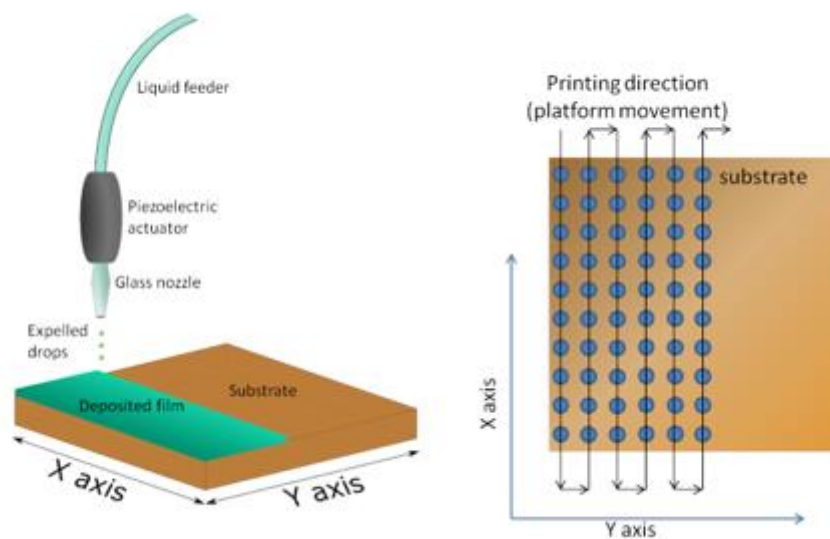 Liquid feeder
Piezoelectric
actuator
Glass nozzle
Expelled
drops
Substrate
Deposited film
X axis
Y axis
Printing direction
(platform movement)
substrate
X axis
Y axis